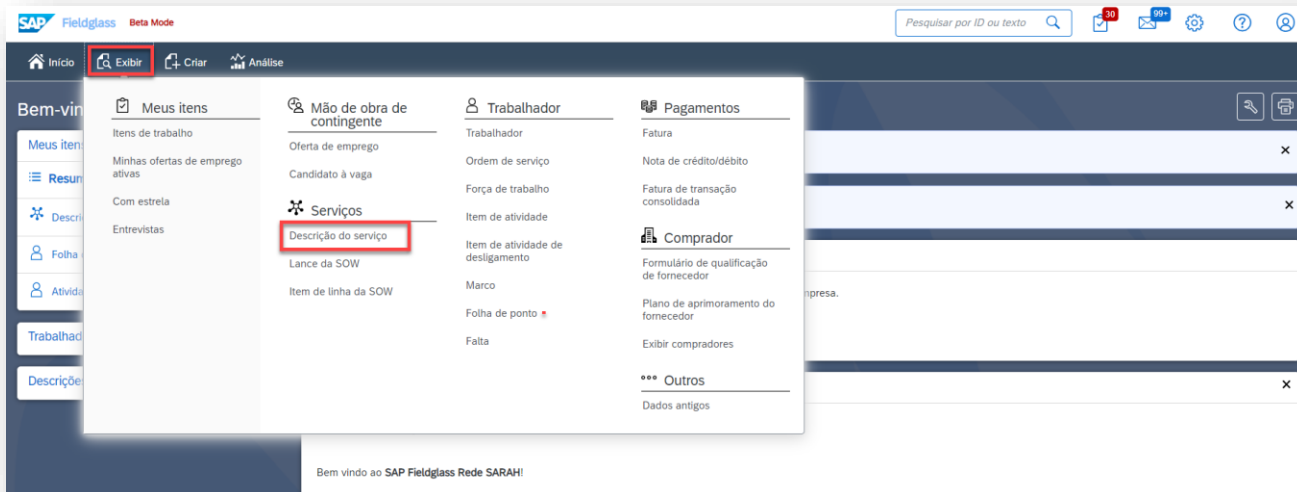 SAP Fieldglass Beta Mode
Pesquisar por ID ou texto
30
99+
Início
Exibir
Criar
Análise
Bem-vin
Meus iten
Resun
Descri
Folha
Ativida
Trabalhad
Descriçõe
Meus itens
Itens de trabalho
Minhas ofertas de emprego
ativas
Com estrela
Entrevistas
Mão de obra de
contingente
Oferta de emprego
Candidato à vaga
Serviços
Descrição do serviço
Lance da SOW
Item de linha da SOW
Trabalhador
Trabalhador
Ordem de serviço
Força de trabalho
Item de atividade
Item de atividade de
desligamento
Marco
Folha de ponto
Falta
Pagamentos
Fatura
Nota de crédito/débito
Fatura de transação
consolidada
Comprador
Formulário de qualificação
de fornecedor
Plano de aprimoramento do
fornecedor
Exibir compradores
Outros
Dados antigos
mpresa.
Bem vindo ao SAP Fieldglass Rede SARAH!